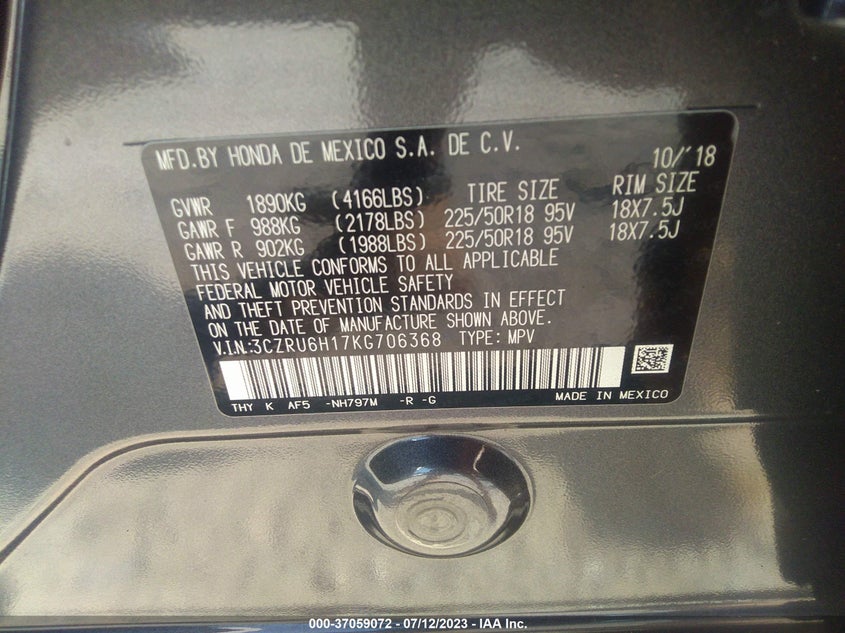 MFD.BY HONDA DE MEXICO S.A. DE C.V. 10/'18
GVWR 1890KG (4166LBS) TIRE SIZE RIM SIZE
GAWR F 988KG (2178LBS) 225/50R18 95V 18X7.5J
GAWR R 902KG (1988LBS) 225/50R18 95V 18X7.5J
THIS VEHICLE CONFORMS TO ALL APPLICABLE
FEDERAL MOTOR VEHICLE SAFETY
AND THEFT PREVENTION STANDARDS IN EFFECT
ON THE DATE OF MANUFACTURE SHOWN ABOVE.
V.I.N:3CZRU6H17KG706368 TYPE: MPV
THY K AF5 -NH797M -R -G MADE IN MEXICO
000-37059072 - 07/12/2023 - IAA Inc.